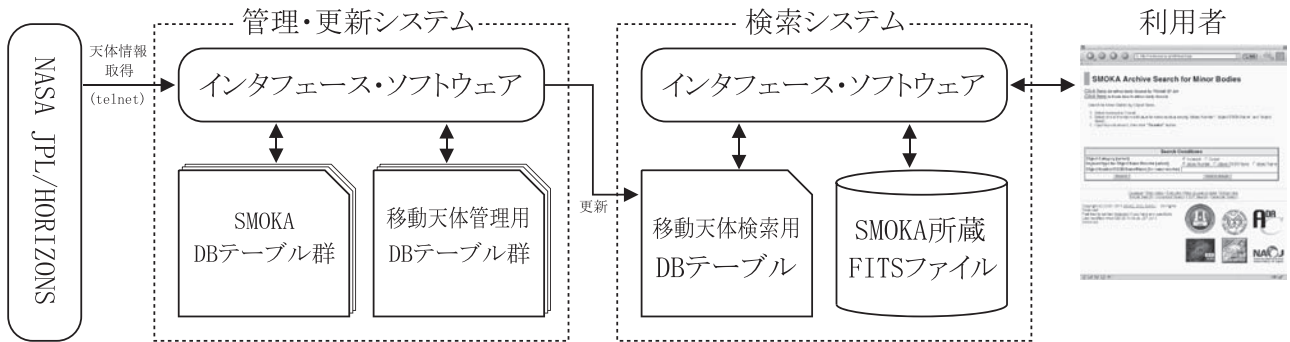 NASA JPL/HORIZONS
天体情報
取得
(telnet)
管理・更新システム
インタフェース・ソフトウェア
SMOKA
DBテーブル群
移動天体管理用
DBテーブル群
更新
検索システム
インタフェース・ソフトウェア
移動天体検索用
DBテーブル
SMOKA所蔵
FITSファイル
利用者
SMOKA Archive Search for Minor Bodies
Search Conditions